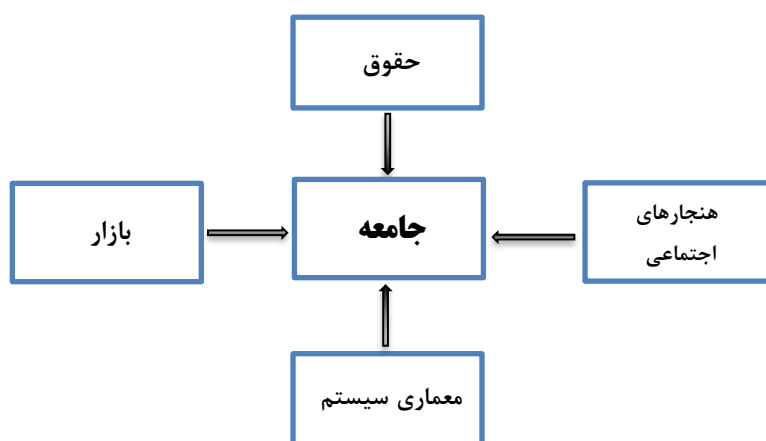 حقوق
هنجارهای
اجتماعی
جامعه
بازار
معماری سیستم